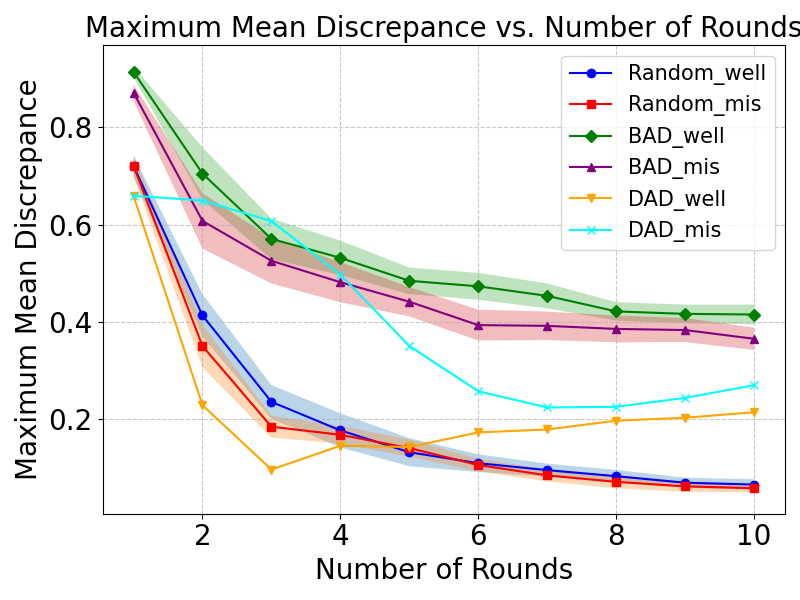 Maximum Mean Discrepance vs. Number of Rounds
Maximum Mean Discrepance
0.8
0.6
0.4
0.2
Random_well
Random_mis
BAD_well
BAD_mis
DAD_well
DAD_mis
2 4 6 8 10
Number of Rounds